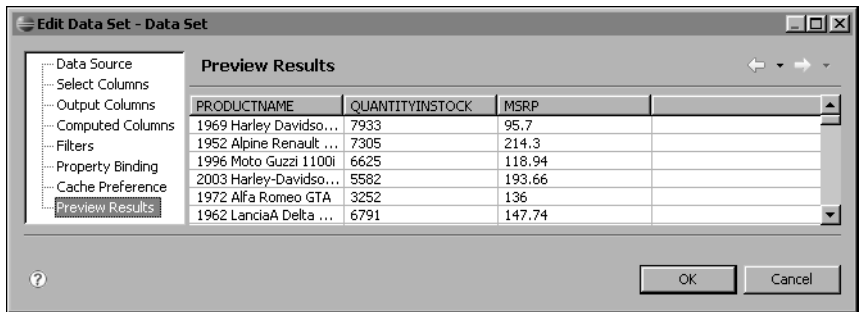 Edit Data Set - Data Set
Data Source
Select Columns
Output Columns
Computed Columns
Filters
Property Binding
Cache Preference
Preview Results
Preview Results
PRODUCTNAME QUANTITYINSTOCK MSRP
1969 Harley Davidso... 7933 95.7
1952 Alpine Renault ... 7305 214.3
1996 Moto Guzzi 1100i 6625 118.94
2003 Harley-Davidso... 5582 193.66
1972 Alfa Romeo GTA 3252 136
1962 LanciaA Delta ... 6791 147.74
?
OK Cancel